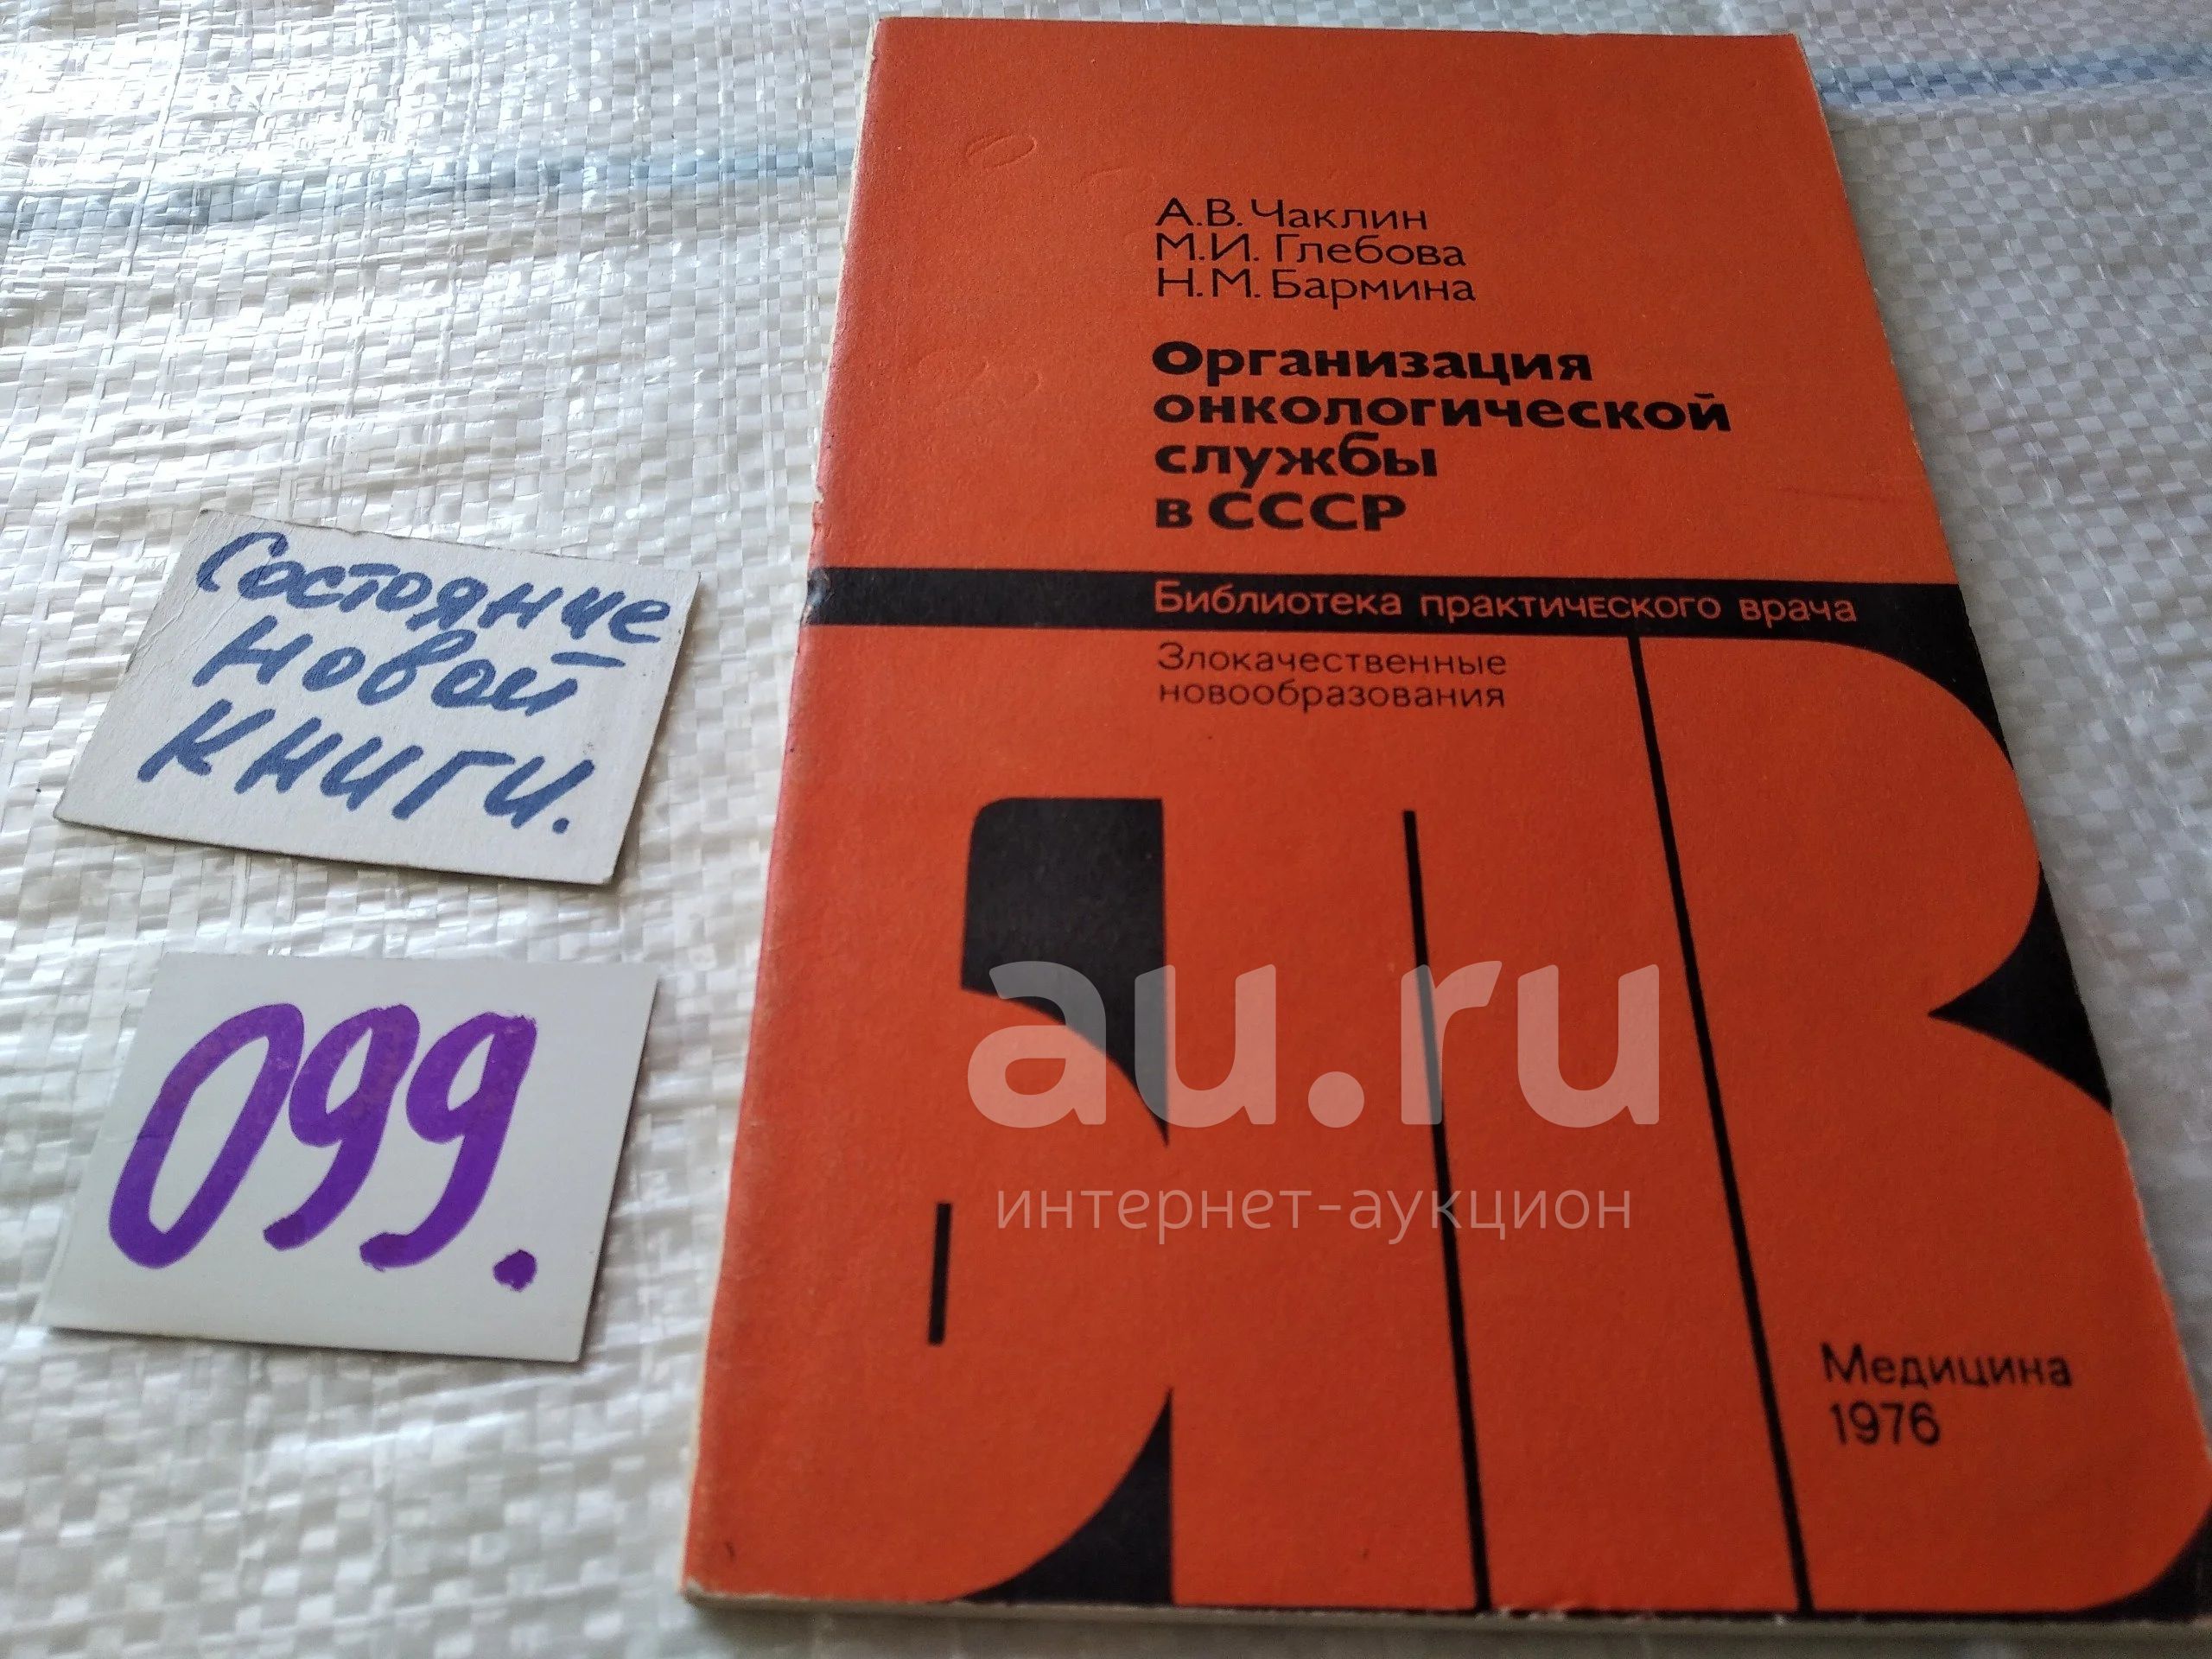 А.В. Чаклин
М.И. Глебова
Н.М. Бармина
Организация
онкологической
службы
в СССР
Библиотека практического врача
Злокачественные
новообразования
БПВ
Медицина
1976
Состояние
новой
книги.
099.
au.ru
интернет-аукцион